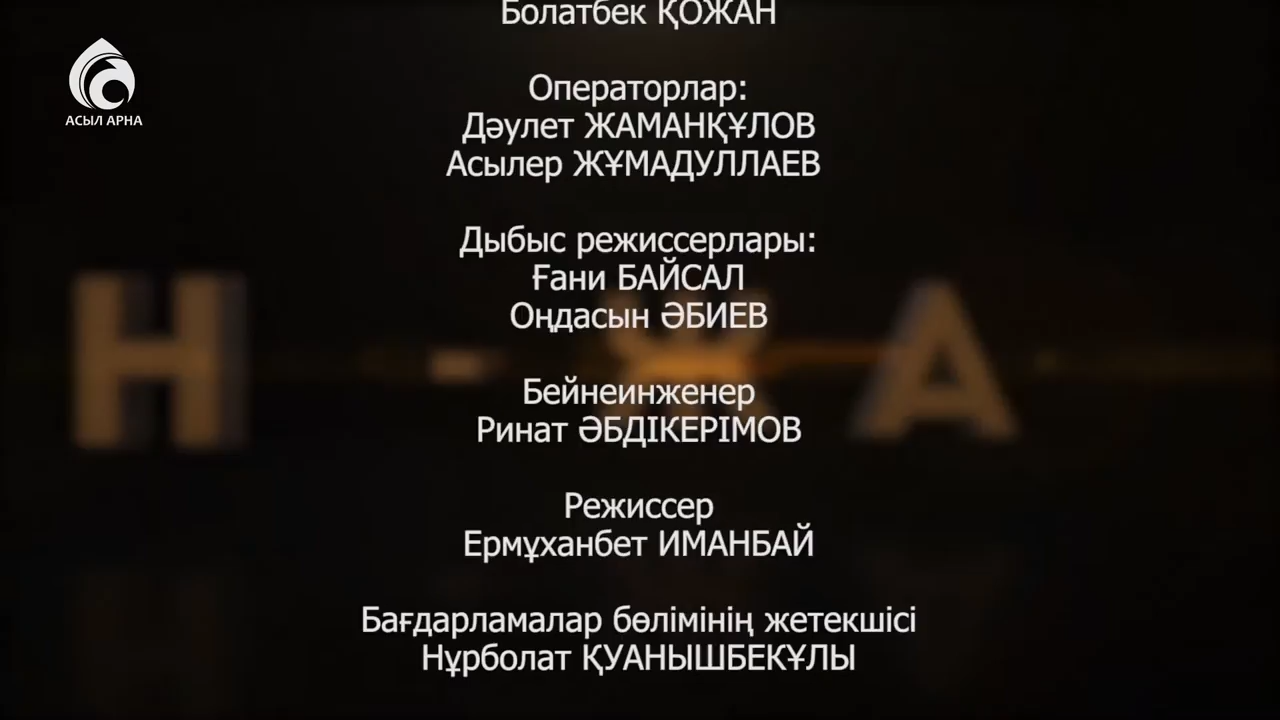 Болатбек ҚОЖАН
АСЫЛ АРНА
Операторлар:
Дәулет ЖАМАНҚҰЛОВ
Асылер ЖҰМАДУЛЛАЕВ
Дыбыс режиссерлары:
Ғани БАЙСАЛ
Оңдасын ӘБИЕВ
Н - Ж А
Бейнеинженер
Ринат ӘБДІКЕРІМОВ
Режиссер
Ермұханбет ИМАНБАЙ
Бағдарламалар бөлімінің жетекшісі
Нұрболат ҚУАНЫШБЕКҰЛЫ